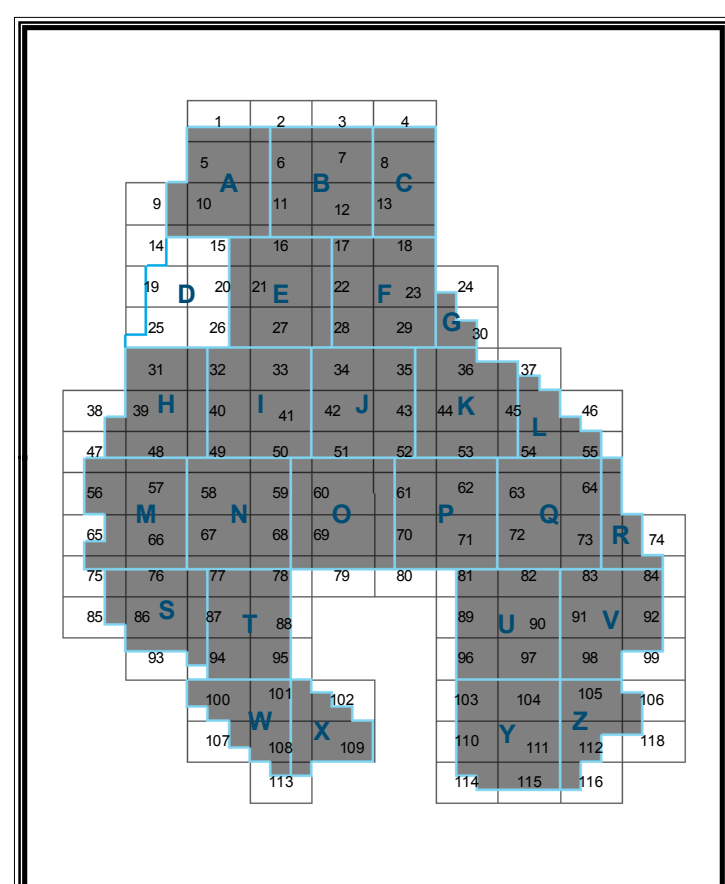 1 2 3 4
5 6 7 8
A B C
9 10 11 12 13
14 15 16 17 18
19 D 20 21 E 22 F 23 24
25 26 27 28 29 G 30
31 32 33 34 35 36 37
38 39 H 40 I 41 42 J 43 44 K 45 L 46
47 48 49 50 51 52 53 54 55
56 57 58 59 60 61 62 63 64
M N O P Q
65 66 67 68 69 70 71 72 73 R 74
75 76 77 78 79 80 81 82 83 84
85 86 S 87 T 88 89 U 90 91 V 92
93 94 95 96 97 98 99
100 101 102 103 104 105 106
107 W 108 X 109 110 Y 111 Z 112 118
113 114 115 116